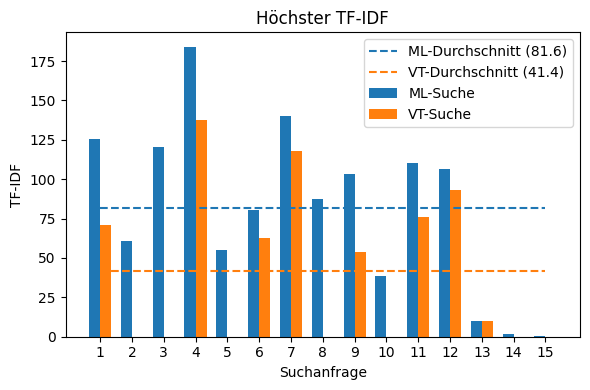 Höchster TF-IDF
ML-Durchschnitt (81.6)
VT-Durchschnitt (41.4)
ML-Suche
VT-Suche
TF-IDF
175
150
125
100
75
50
25
0
1 2 3 4 5 6 7 8 9 10 11 12 13 14 15
Suchanfrage